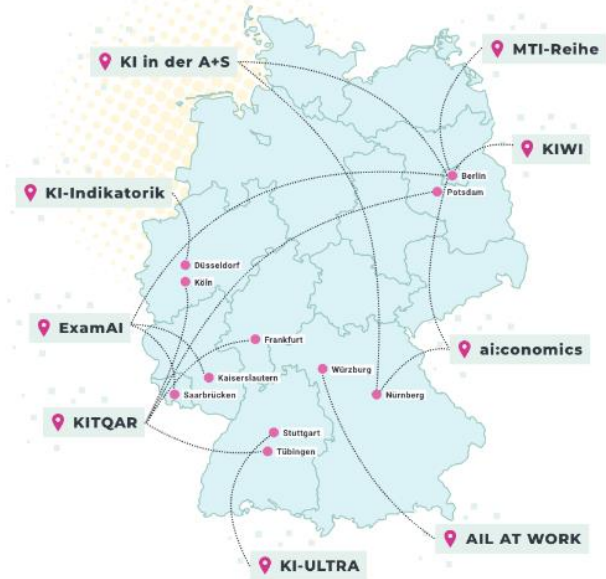 KI in der A+S
MTI-Reihe
KIWI
Berlin
Potsdam
KI-Indikatorik
Düsseldorf
Köln
ExamAI
Frankfurt
ai:conomics
Würzburg
Kaiserslautern
Saarbrücken
Nürnberg
KITQAR
Stuttgart
Tübingen
AIL AT WORK
KI-ULTRA